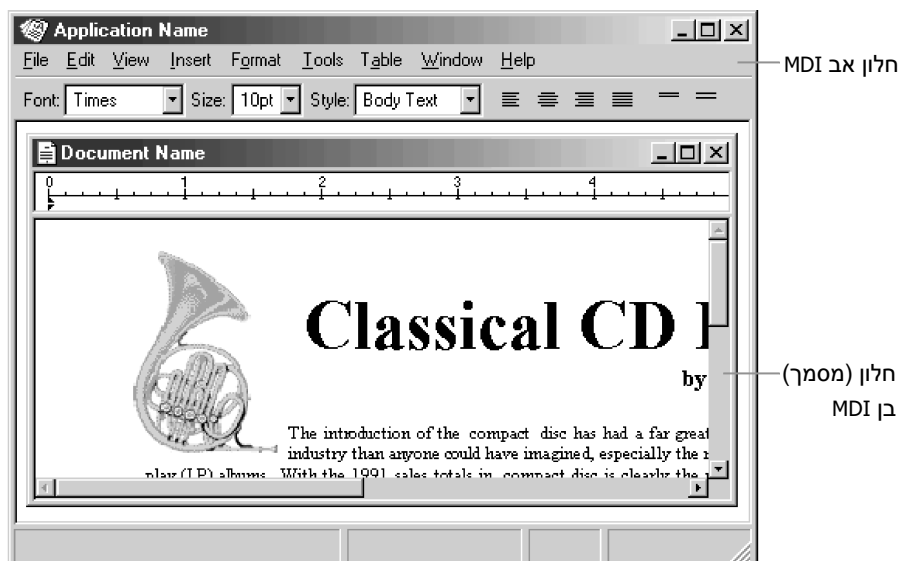 Application Name
File Edit View Insert Format Tools Table Window Help
חלון אב MDI
Font: Times Size: 10pt Style: Body Text
Document Name
0 1 2 3 4
Classical CD
by
חלון (מסמך)
בן MDI
The introduction of the compact disc has had a far great
industry than anyone could have imagined, especially the
play (LP) albums. With the 1991 sales totals in, compact disc is clearly the